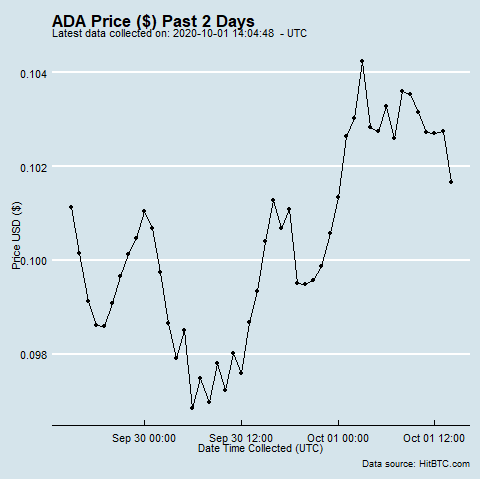 ADA Price ($) Past 2 Days
Latest data collected on: 2020-10-01 14:04:48 - UTC
Price USD ($)
0.104
0.102
0.100
0.098
Sep 30 00:00 Sep 30 12:00 Oct 01 00:00 Oct 01 12:00
Date Time Collected (UTC)
Data source: HitBTC.com